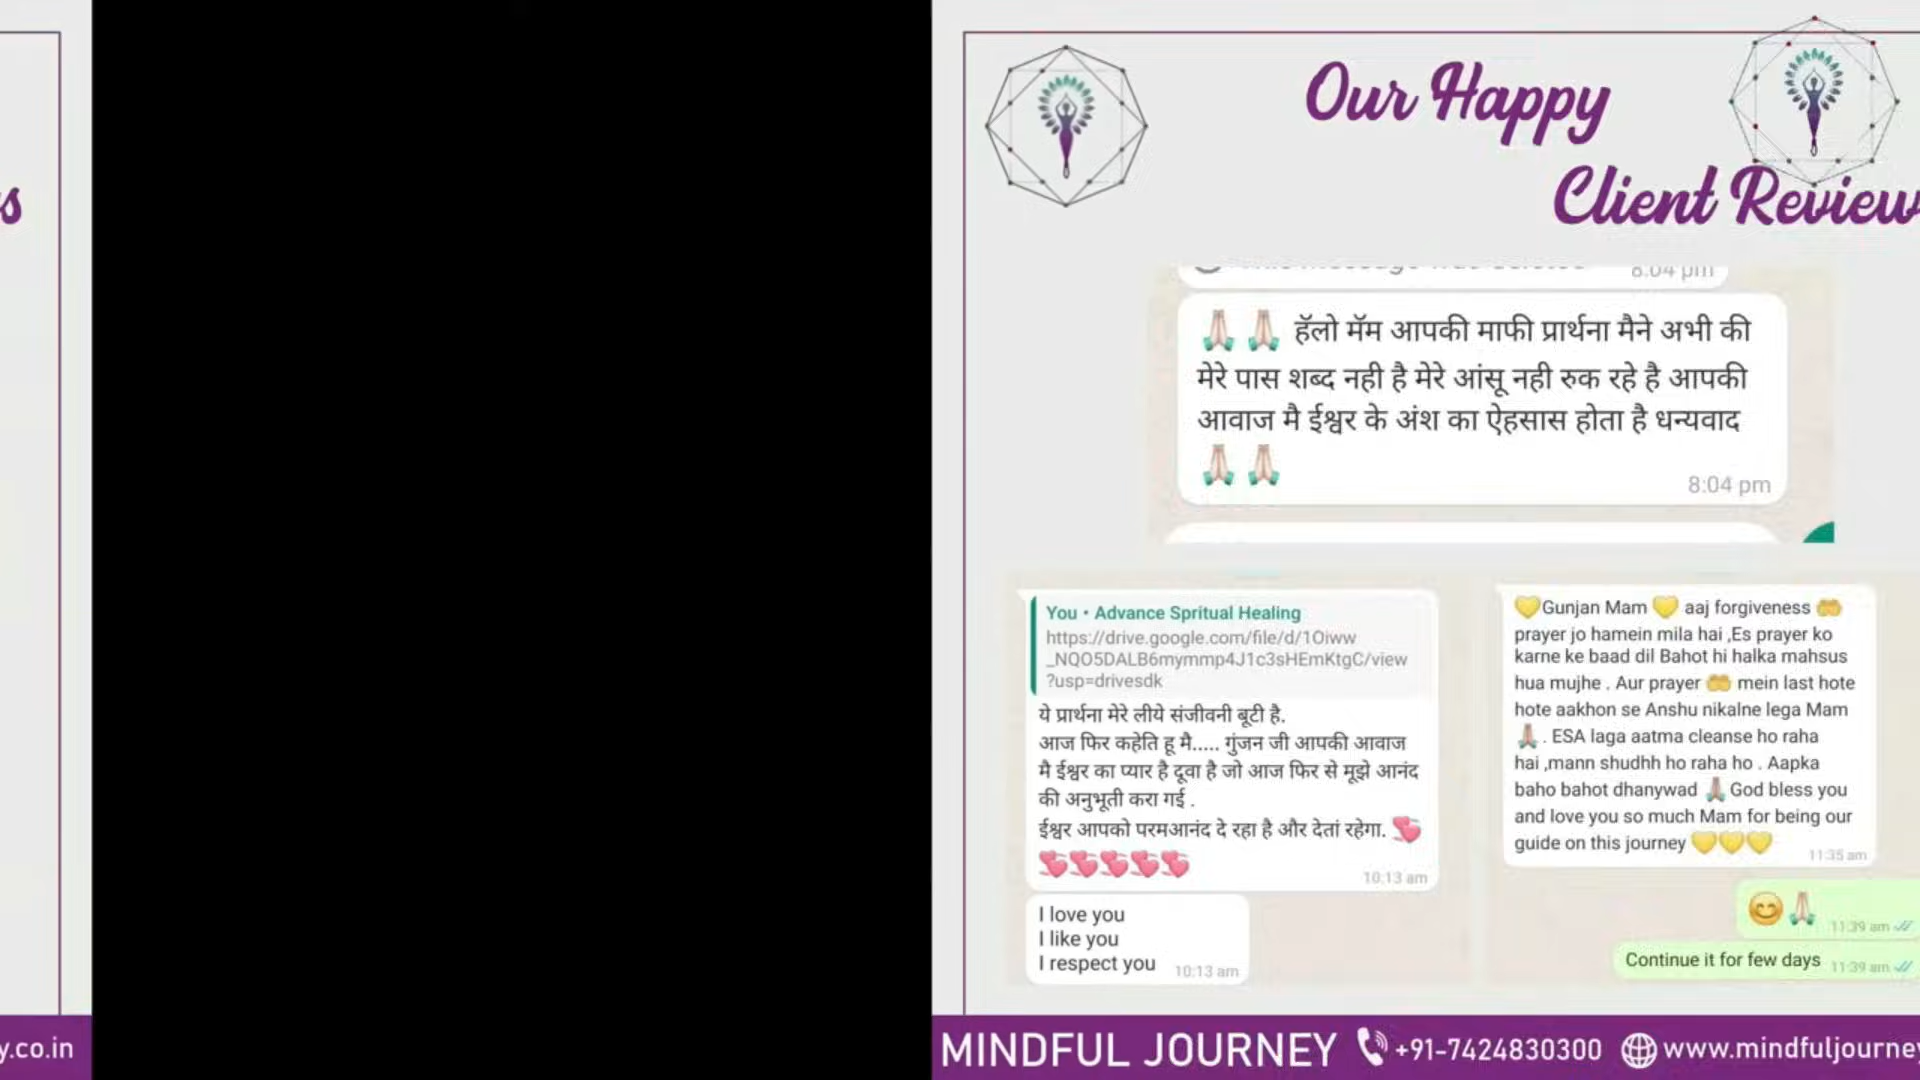 s
y.co.in
Our Happy
Client Review
8:04 pm
🙏 🙏 हॅलो मॅम आपकी माफी प्रार्थना मैने अभी की
मेरे पास शब्द नही है मेरे आंसू नही रुक रहे है आपकी
आवाज मै ईश्वर के अंश का ऐहसास होता है धन्यवाद
🙏 🙏
8:04 pm
You • Advance Spritual Healing
https://drive.google.com/file/d/1Oiww
_NQO5DALB6mymmp4J1c3sHEmKtgC/view
?usp=drivesdk
ये प्रार्थना मेरे लीये संजीवनी बूटी है.
आज फिर कहेति हू मै..... गुंजन जी आपकी आवाज
मै ईश्वर का प्यार है दूवा है जो आज फिर से मूझे आनंद
की अनुभूती करा गई .
ईश्वर आपको परमआनंद दे रहा है और देतां रहेगा. 💞
💞💞💞💞💞
10:13 am
I love you
I like you
I respect you 10:13 am
💛Gunjan Mam 💛 aaj forgiveness 🤲
prayer jo hamein mila hai ,Es prayer ko
karne ke baad dil Bahot hi halka mahsus
hua mujhe . Aur prayer 🤲 mein last hote
hote aakhon se Anshu nikalne lega Mam
🙏 . ESA laga aatma cleanse ho raha
hai ,mann shudhh ho raha ho . Aapka
baho bahot dhanywad 🙏God bless you
and love you so much Mam for being our
guide on this journey 💛💛💛
11:35 am
😊🙏 11:39 am
Continue it for few days 11:39 am
MINDFUL JOURNEY +91-7424830300 www.mindfuljourney